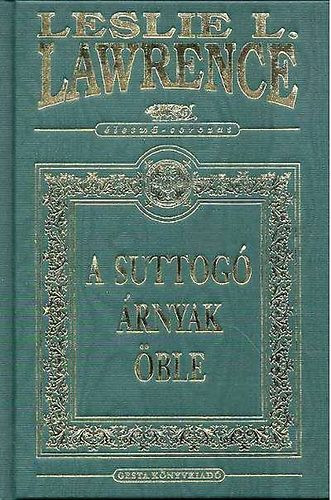 LESLIE L.
LAWRENCE
életmű-sorozat
A SUTTOGÓ
ÁRNYAK
ÖBLE
GESTA KÖNYVKIADÓ